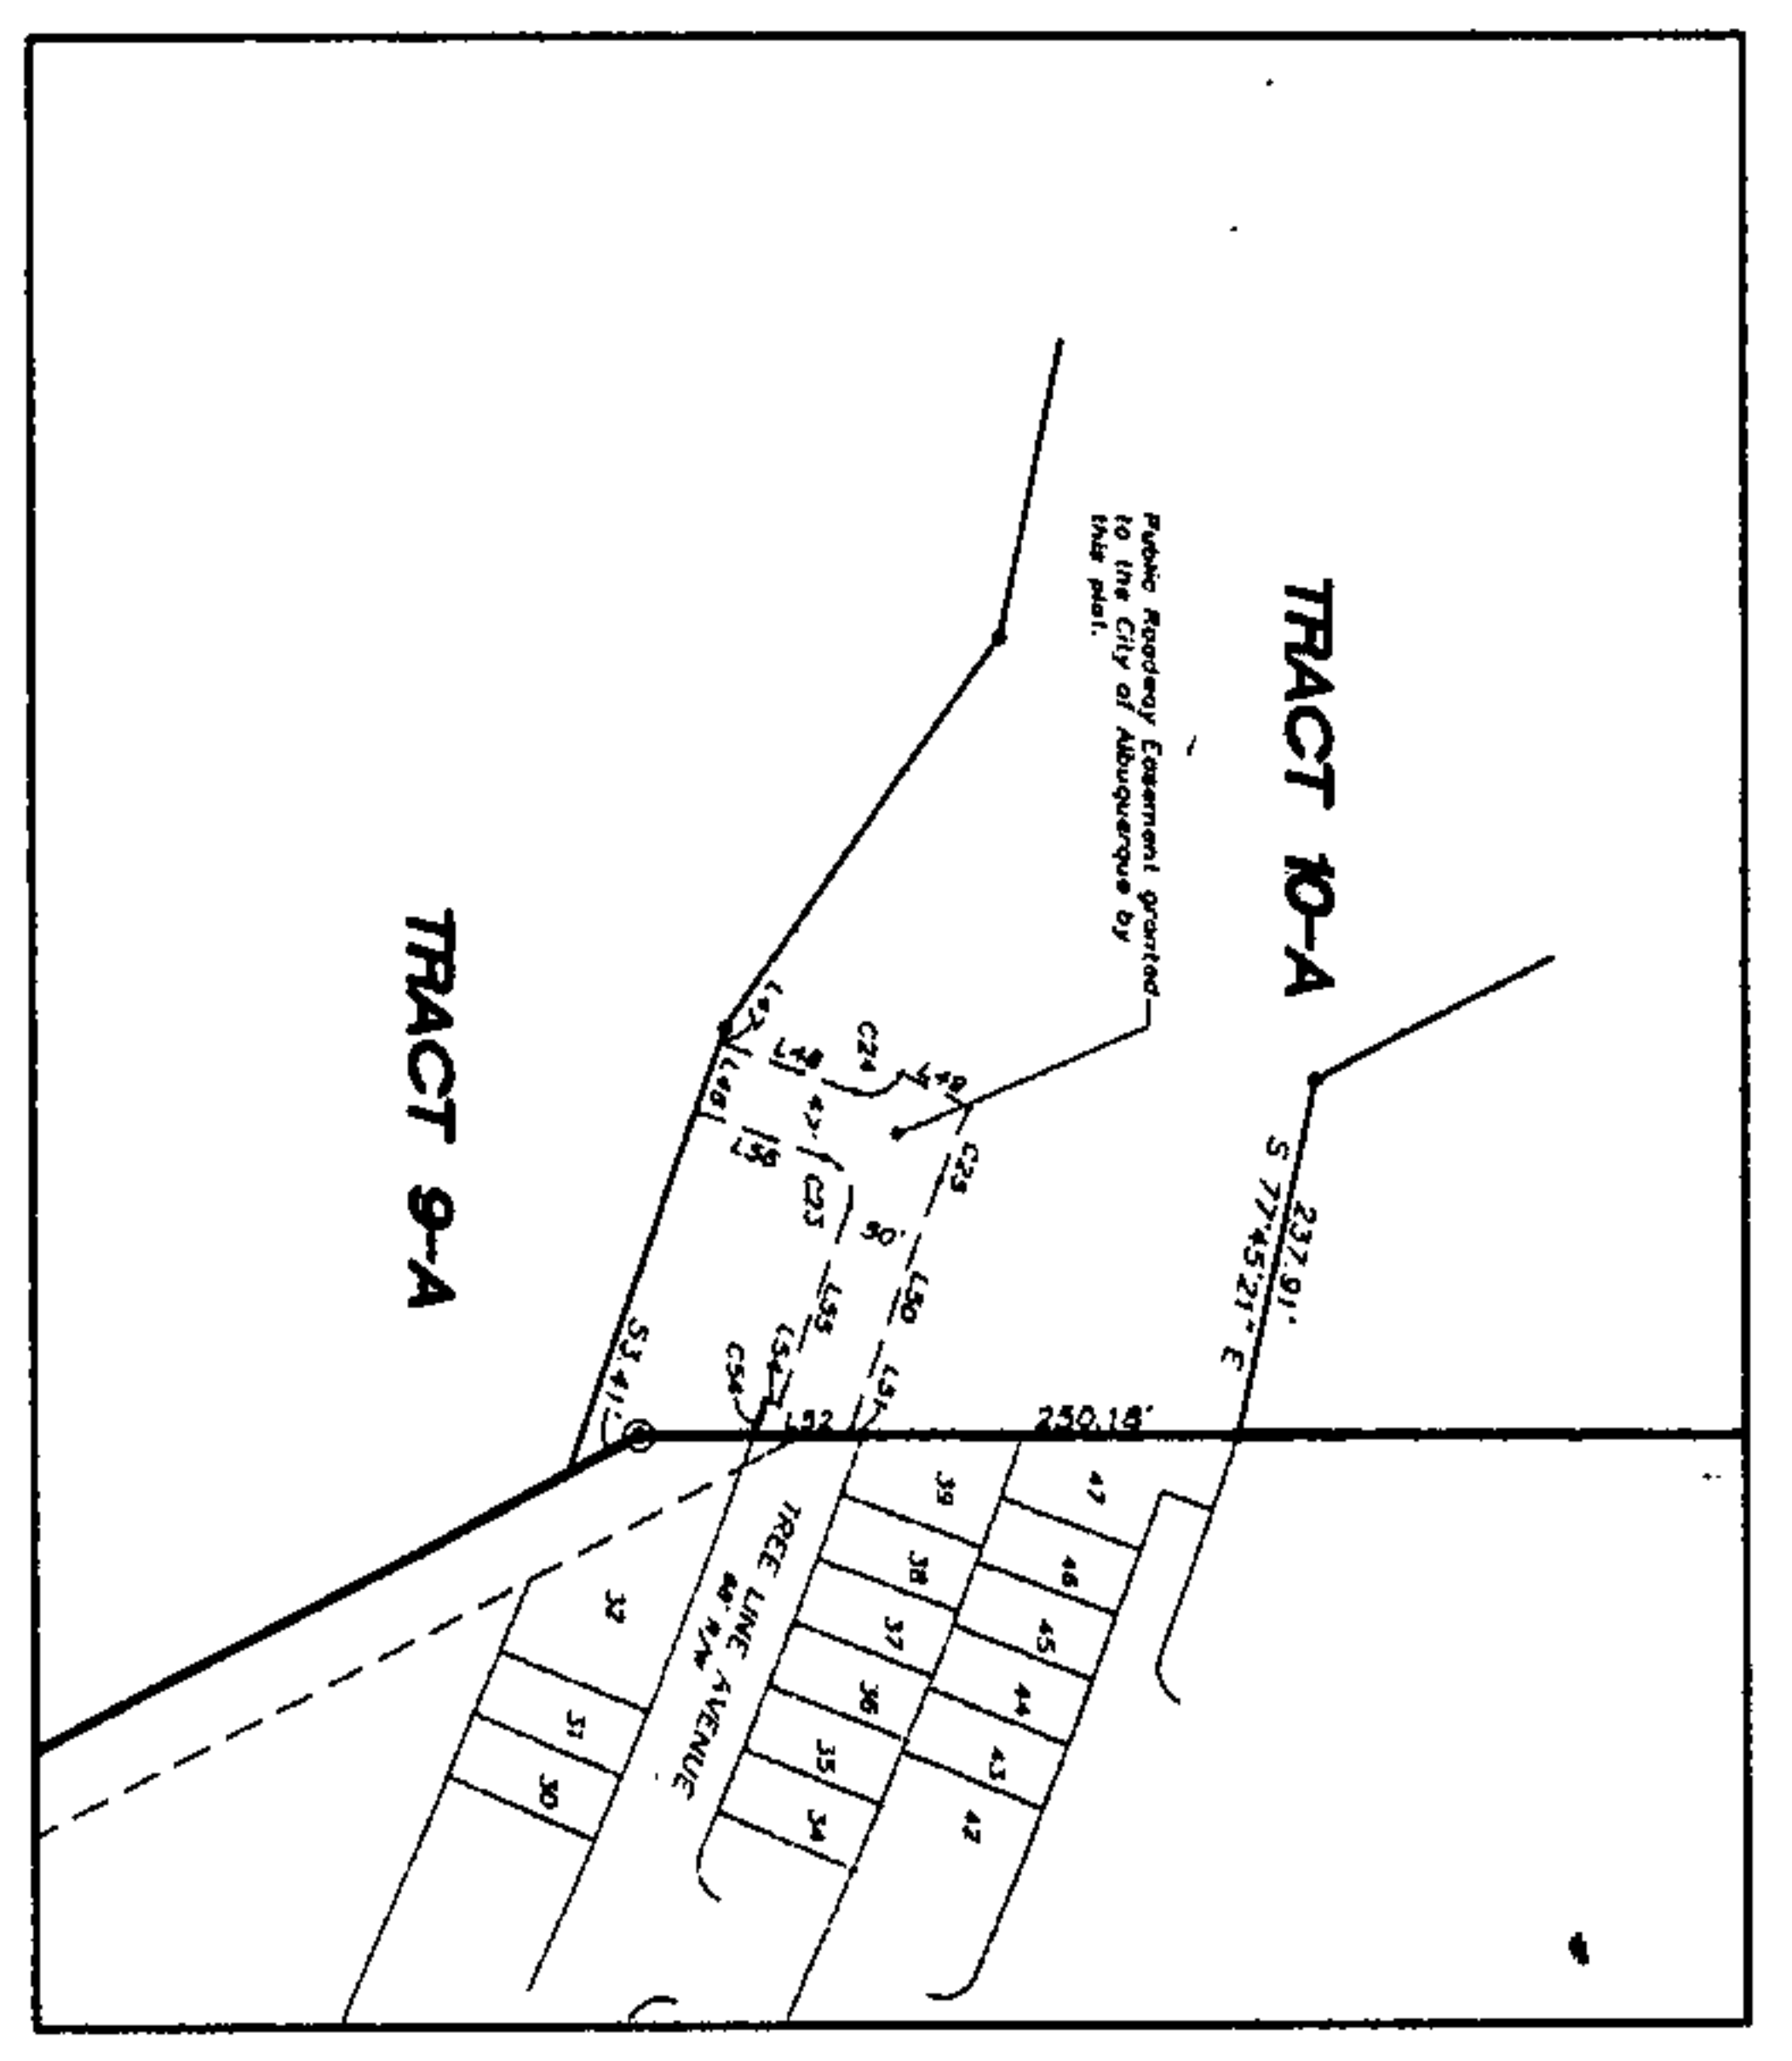 TRACT 10-A
Public Roadway Easement granted
to the City of Albuquerque by
this plat.
TRACT 9-A
L48
C24
L49
L46
47'
C23
C25
50'
L50
L55
L54
C54
L51
L52
53.41'
237.91'
S 77°45'21" E
250.18'
47
46
45
44
43
42
39
38
37
36
35
34
TREE LINE AVENUE
R/W
32
31
30